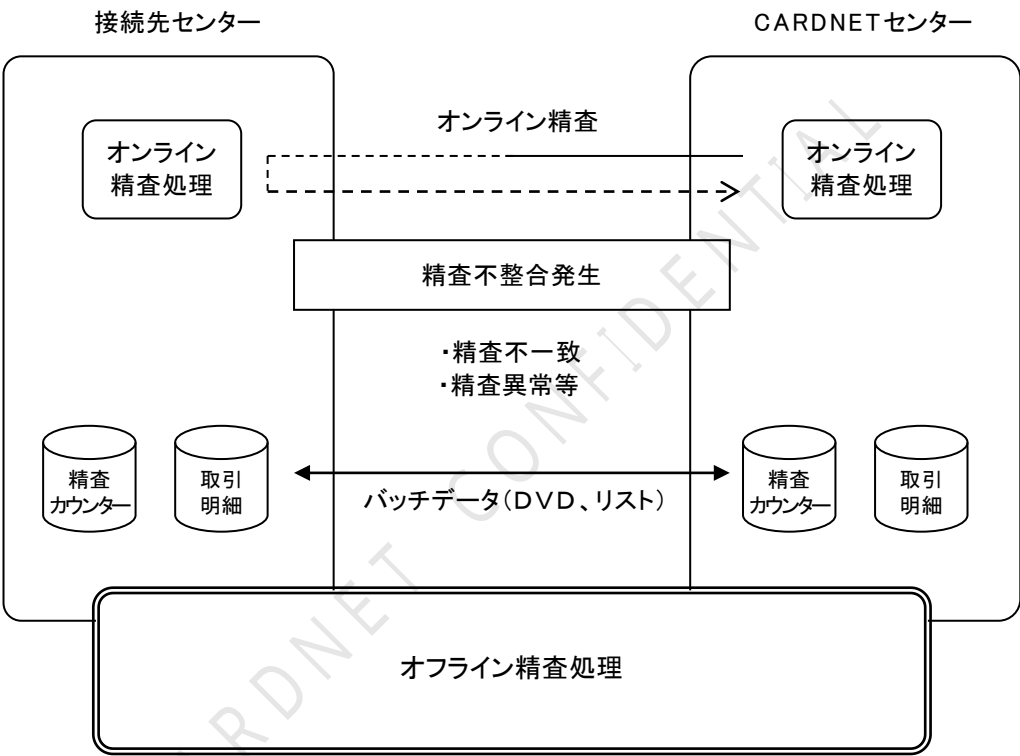 接続先センター
CARDNETセンター
オンライン
精査処理
オンライン精査
オンライン
精査処理
精査不整合発生
・精査不一致
・精査異常等
精査
カウンター
取引
明細
バッチデータ(DVD、リスト)
精査
カウンター
取引
明細
オフライン精査処理
ARDNET CONFIDENTIAL